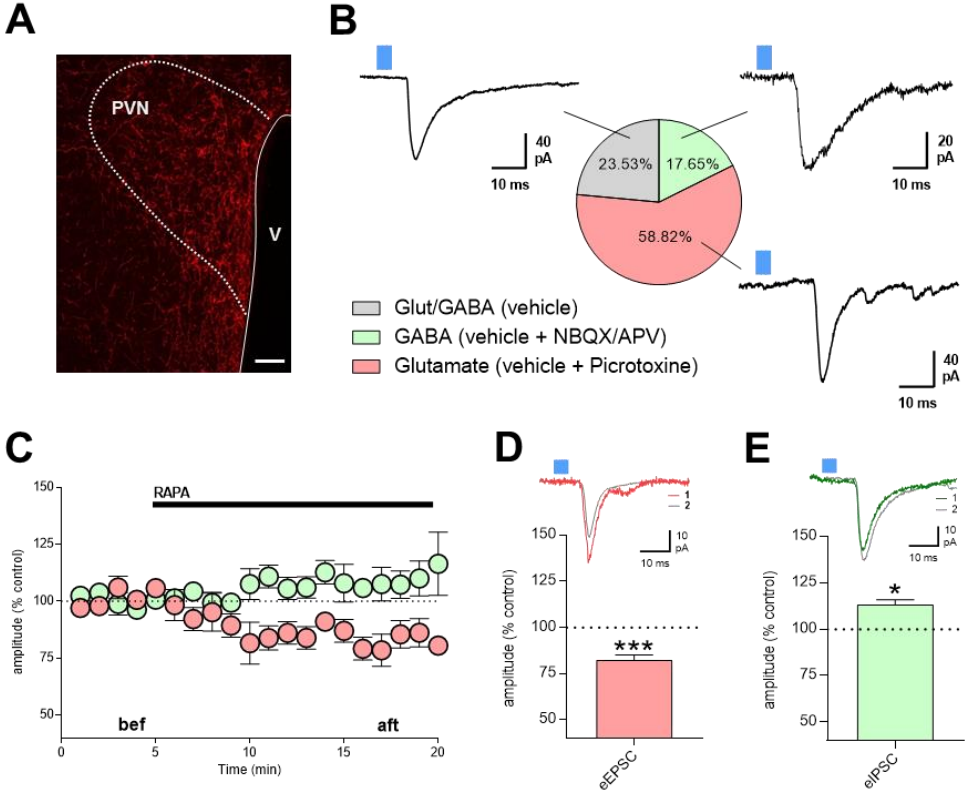 A
PVN
V
B
40
pA
10 ms
20
pA
10 ms
23.53%
17.65%
58.82%
40
pA
10 ms
Glut/GABA (vehicle)
GABA (vehicle + NBQX/APV)
Glutamate (vehicle + Picrotoxine)
C
RAPA
150
125
100
75
50
amplitude (% control)
bef
aft
0
5
10
15
20
Time (min)
D
1
2
10
pA
10 ms
150
125
100
75
50
amplitude (% control)
***
eEPSC
E
1
2
10
pA
10 ms
150
125
100
75
50
amplitude (% control)
*
eIPSC